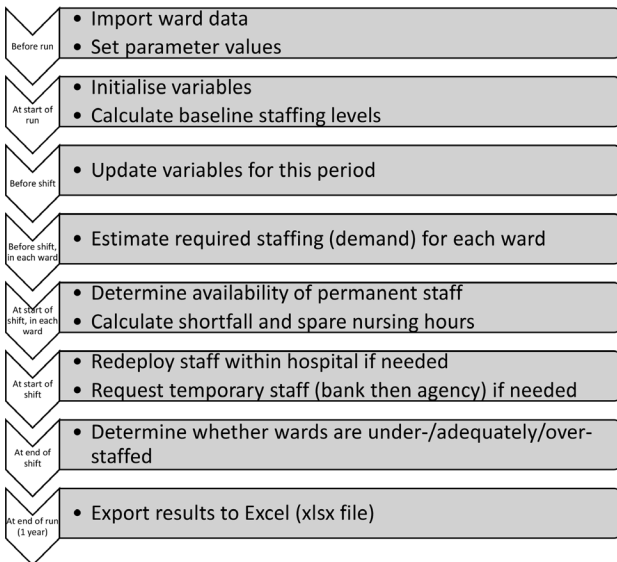 Before run
• Import ward data
• Set parameter values
At start of
run
• Initialise variables
• Calculate baseline staffing levels
Before shift
• Update variables for this period
Before shift,
in each ward
• Estimate required staffing (demand) for each ward
At start of
shift, in each
ward
• Determine availability of permanent staff
• Calculate shortfall and spare nursing hours
At start of
shift
• Redeploy staff within hospital if needed
• Request temporary staff (bank then agency) if needed
At end of
shift
• Determine whether wards are under-/adequately/over-
staffed
At end of run
(1 year)
• Export results to Excel (xlsx file)